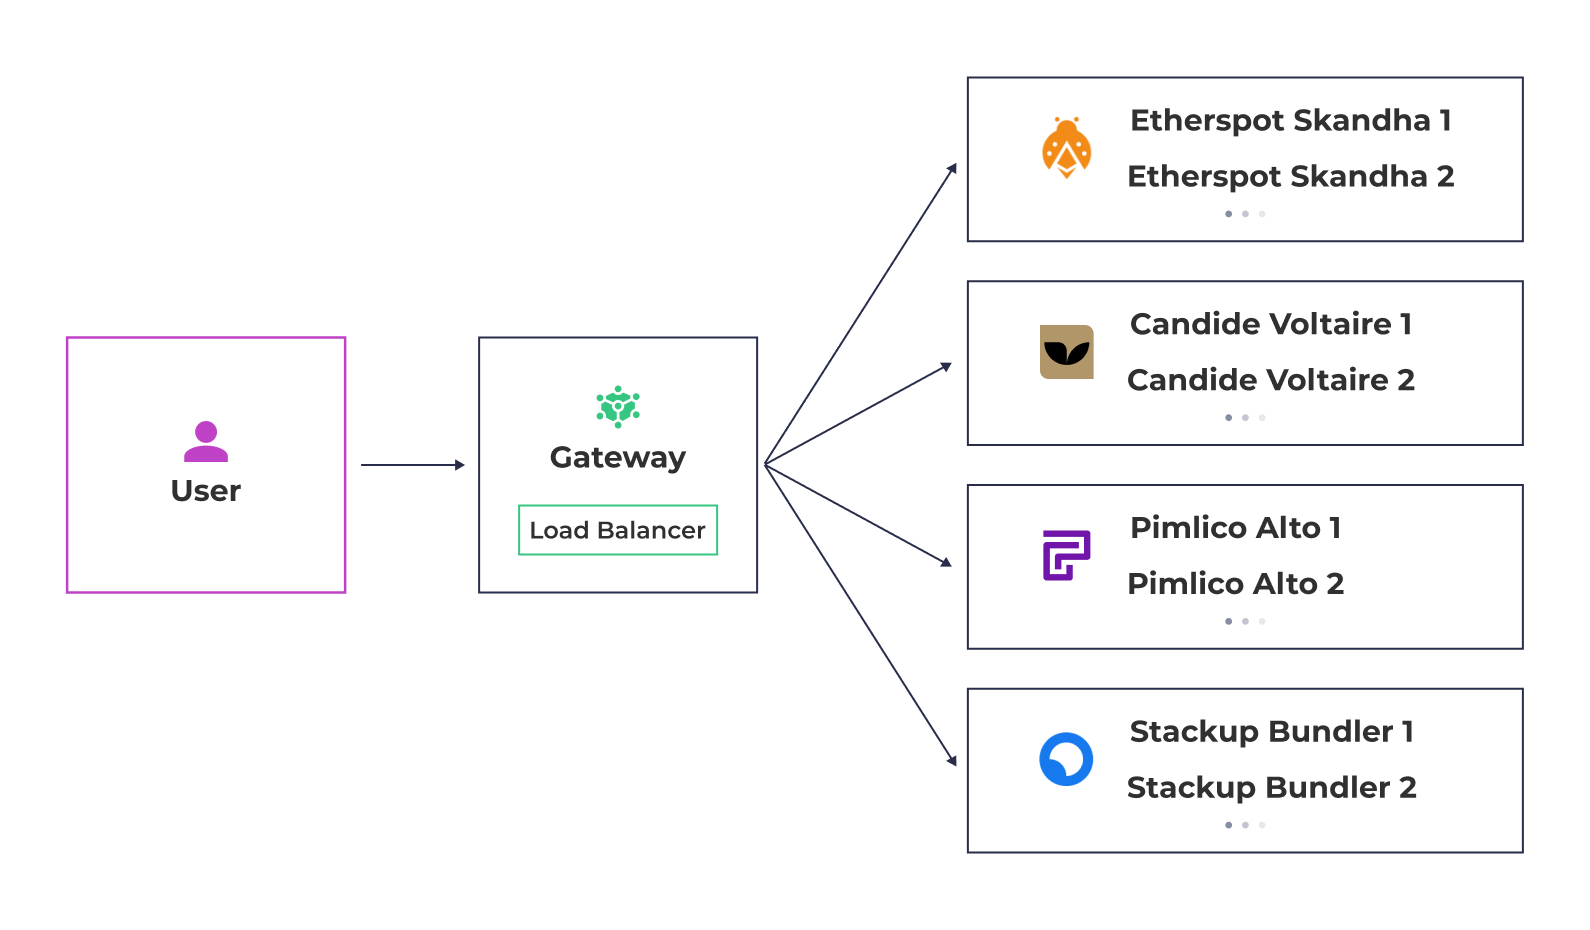 User
Gateway
Load Balancer
Etherspot Skandha 1
Etherspot Skandha 2
Candide Voltaire 1
Candide Voltaire 2
Pimlico Alto 1
Pimlico Alto 2
Stackup Bundler 1
Stackup Bundler 2